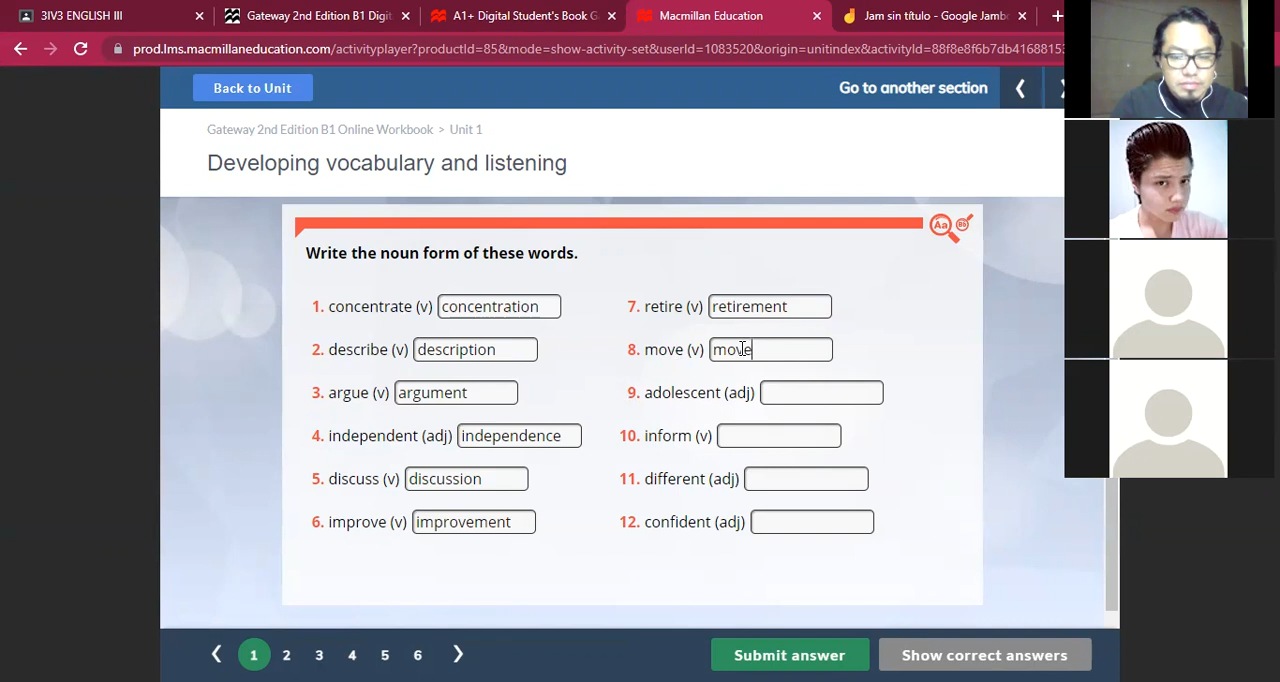 3IV3 ENGLISH III
Gateway 2nd Edition B1 Digit
A1+ Digital Student's Book G
Macmillan Education
Jam sin título - Google Jamb
prod.lms.macmillaneducation.com/activityplayer?productId=85&mode=show-activity-set&userId=1083520&origin=unitindex&activityId=88f8e8f6b7db4168815
Back to Unit
Go to another section
Gateway 2nd Edition B1 Online Workbook > Unit 1
Developing vocabulary and listening
Aa
Write the noun form of these words.
1. concentrate (v) concentration
2. describe (v) description
3. argue (v) argument
4. independent (adj) independence
5. discuss (v) discussion
6. improve (v) improvement
7. retire (v) retirement
8. move (v) move
9. adolescent (adj)
10. inform (v)
11. different (adj)
12. confident (adj)
1 2 3 4 5 6
Submit answer
Show correct answers